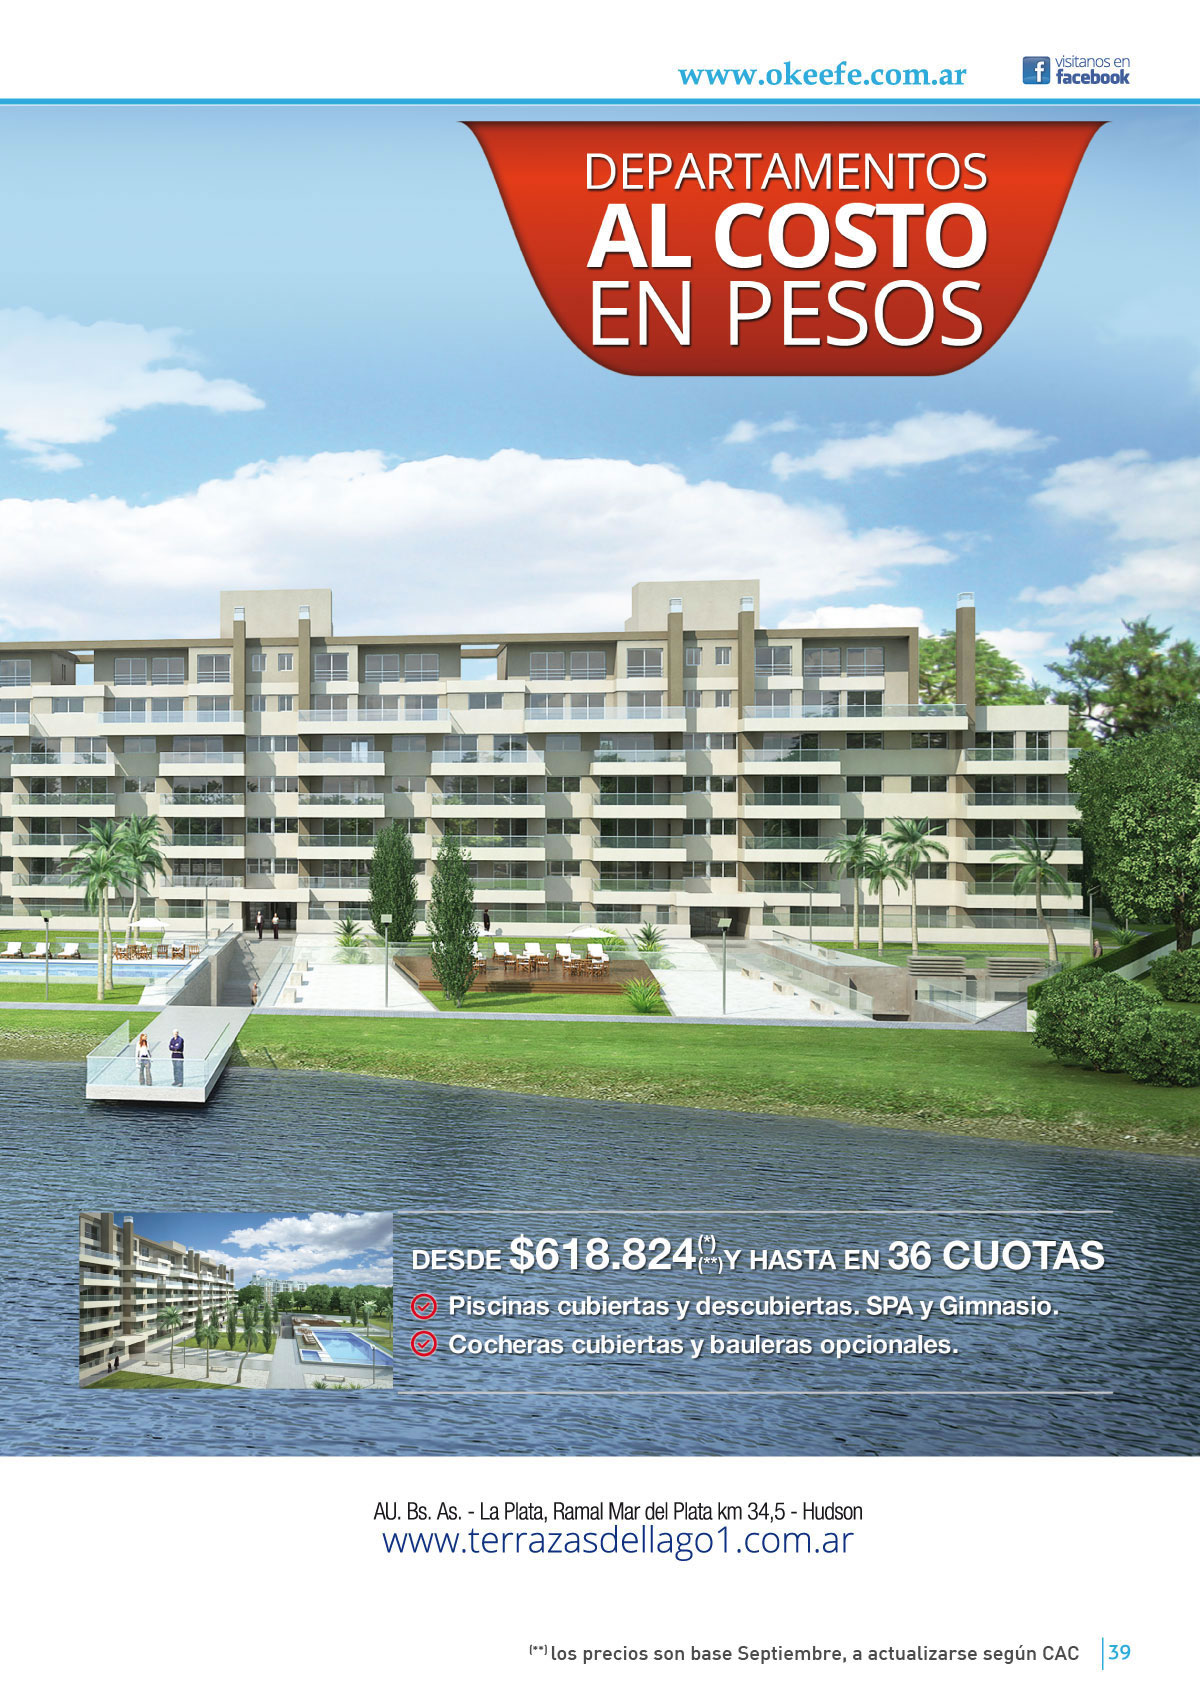 www.okeefe.com.ar
visitanos en
facebook
DEPARTAMENTOS
AL COSTO
EN PESOS
DESDE $618.824(*)(**) Y HASTA EN 36 CUOTAS
Piscinas cubiertas y descubiertas. SPA y Gimnasio.
Cocheras cubiertas y bauleras opcionales.
AU. Bs. As. - La Plata, Ramal Mar del Plata km 34,5 - Hudson
www.terrazasdellago1.com.ar
(**) los precios son base Septiembre, a actualizarse según CAC
39